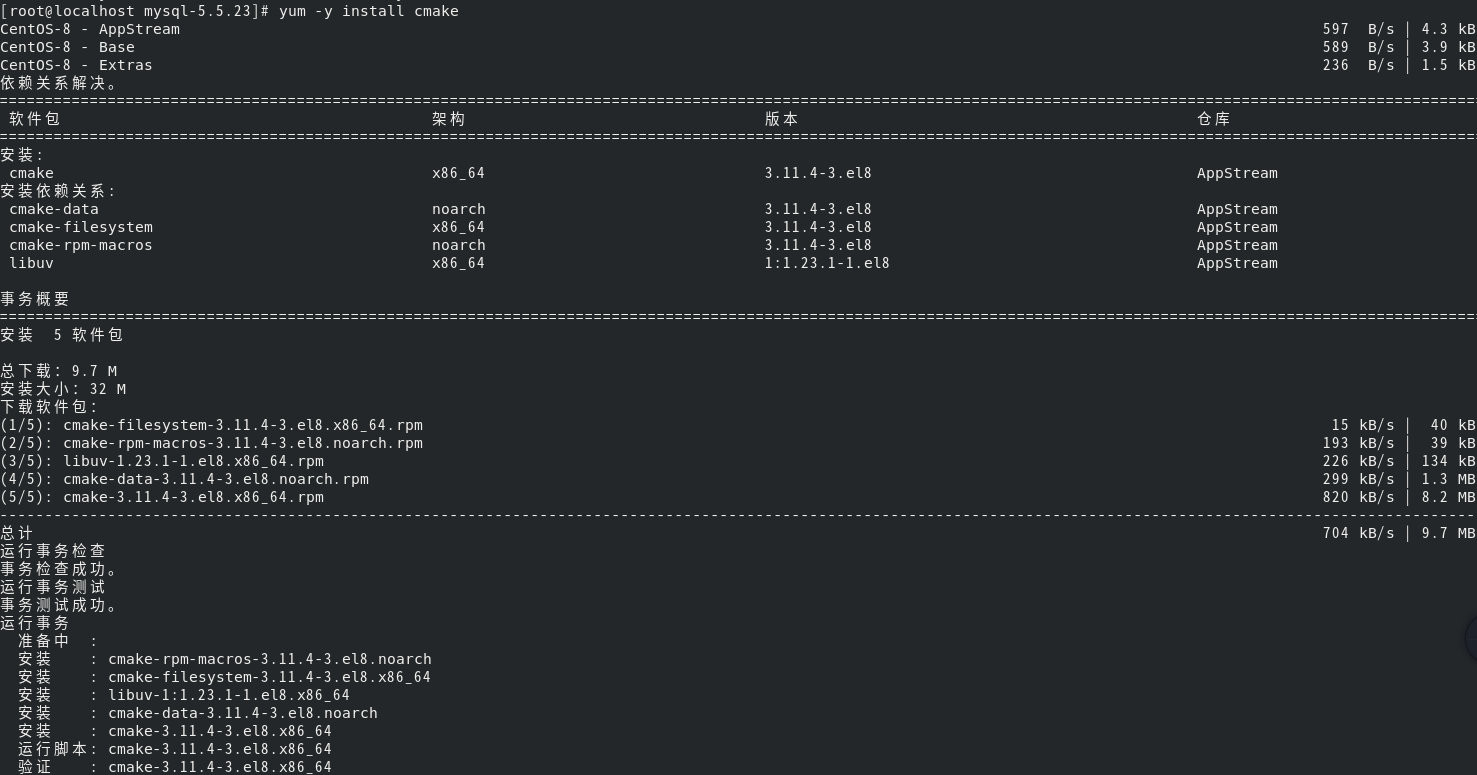 [root@localhost mysql-5.5.23]# yum -y install cmake
CentOS-8 - AppStream 597  B/s | 4.3 kB
CentOS-8 - Base 589  B/s | 3.9 kB
CentOS-8 - Extras 236  B/s | 1.5 kB
依赖关系解决。
软件包 架构 版本 仓库
安装:
cmake x86_64 3.11.4-3.el8 AppStream
安装依赖关系:
cmake-data noarch 3.11.4-3.el8 AppStream
cmake-filesystem x86_64 3.11.4-3.el8 AppStream
cmake-rpm-macros noarch 3.11.4-3.el8 AppStream
libuv x86_64 1:1.23.1-1.el8 AppStream
事务概要
安装  5 软件包
总下载：9.7 M
安装大小：32 M
下载软件包：
(1/5): cmake-filesystem-3.11.4-3.el8.x86_64.rpm 15 kB/s |  40 kB
(2/5): cmake-rpm-macros-3.11.4-3.el8.noarch.rpm 193 kB/s |  39 kB
(3/5): libuv-1.23.1-1.el8.x86_64.rpm 226 kB/s | 134 kB
(4/5): cmake-data-3.11.4-3.el8.noarch.rpm 299 kB/s | 1.3 MB
(5/5): cmake-3.11.4-3.el8.x86_64.rpm 820 kB/s | 8.2 MB
总计 704 kB/s | 9.7 MB
运行事务检查
事务检查成功。
运行事务测试
事务测试成功。
运行事务
准备中  :
安装    : cmake-rpm-macros-3.11.4-3.el8.noarch
安装    : cmake-filesystem-3.11.4-3.el8.x86_64
安装    : libuv-1:1.23.1-1.el8.x86_64
安装    : cmake-data-3.11.4-3.el8.noarch
安装    : cmake-3.11.4-3.el8.x86_64
运行脚本: cmake-3.11.4-3.el8.x86_64
验证    : cmake-3.11.4-3.el8.x86_64